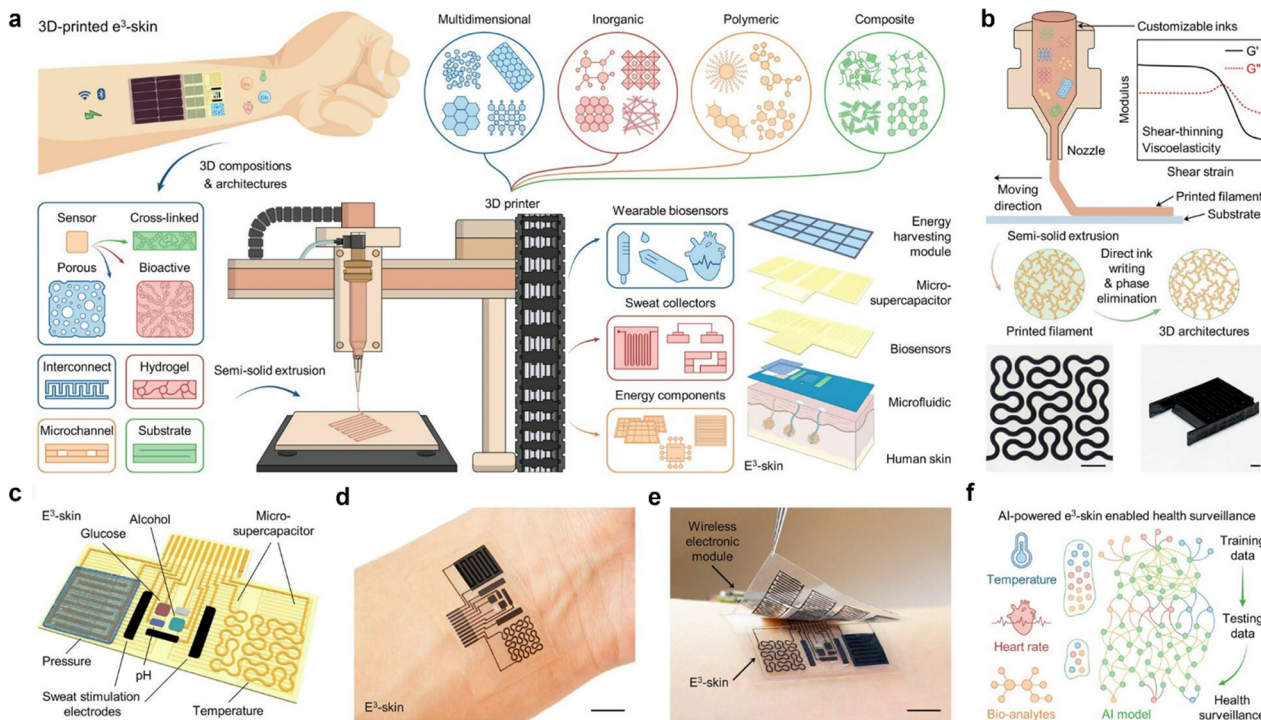 a
3D-printed e³-skin
Multidimensional
Inorganic
Polymeric
Composite
3D compositions
& architectures
Sensor
Cross-linked
Porous
Bioactive
Interconnect
Hydrogel
Microchannel
Substrate
Semi-solid extrusion
3D printer
Wearable biosensors
Sweat collectors
Energy components
Energy
harvesting
module
Micro-
supercapacitor
Biosensors
Microfluidic
Human skin
E³-skin
b
Customizable inks
G'
G"
Modulus
Shear-thinning
Viscoelasticity
Shear strain
Nozzle
Moving
direction
Printed filament
Substrate
Semi-solid extrusion
Direct ink
writing
& phase
elimination
Printed filament
3D architectures
c
E³-skin
Glucose
Alcohol
Micro-
supercapacitor
Pressure
pH
Sweat stimulation
electrodes
Temperature
d
E³-skin
e
Wireless
electronic
module
E³-skin
f
AI-powered e³-skin enabled health surveillance
Temperature
Heart rate
Bio-analytes
AI model
Training
data
Testing
data
Health
surveillance